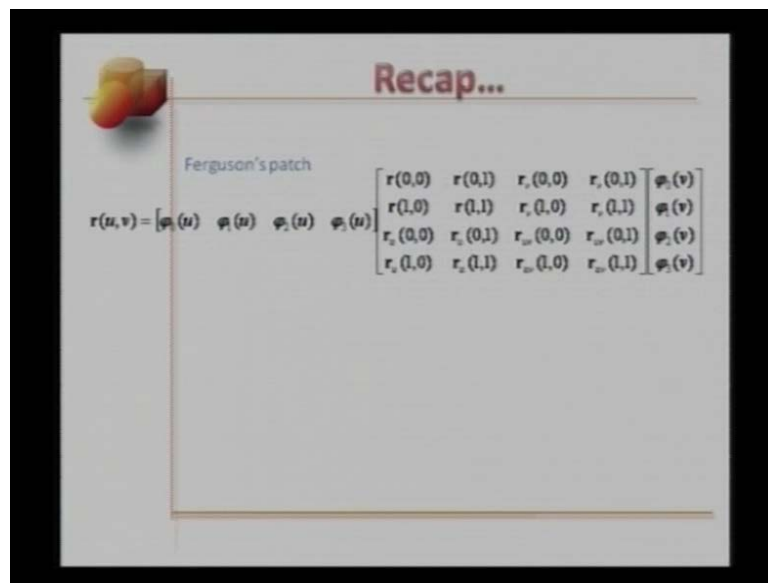 Recap...
Ferguson's patch
r(u,v) = [φ₀(u) φ₁(u) φ₂(u) φ₃(u)] [r(0,0) r(0,1) rᵥ(0,0) rᵥ(0,1)] [φ₀(v)]
[r(1,0) r(1,1) rᵥ(1,0) rᵥ(1,1)] [φ₁(v)]
[rᵤ(0,0) rᵤ(0,1) rᵤᵥ(0,0) rᵤᵥ(0,1)] [φ₂(v)]
[rᵤ(1,0) rᵤ(1,1) rᵤᵥ(1,0) rᵤᵥ(1,1)] [φ₃(v)]